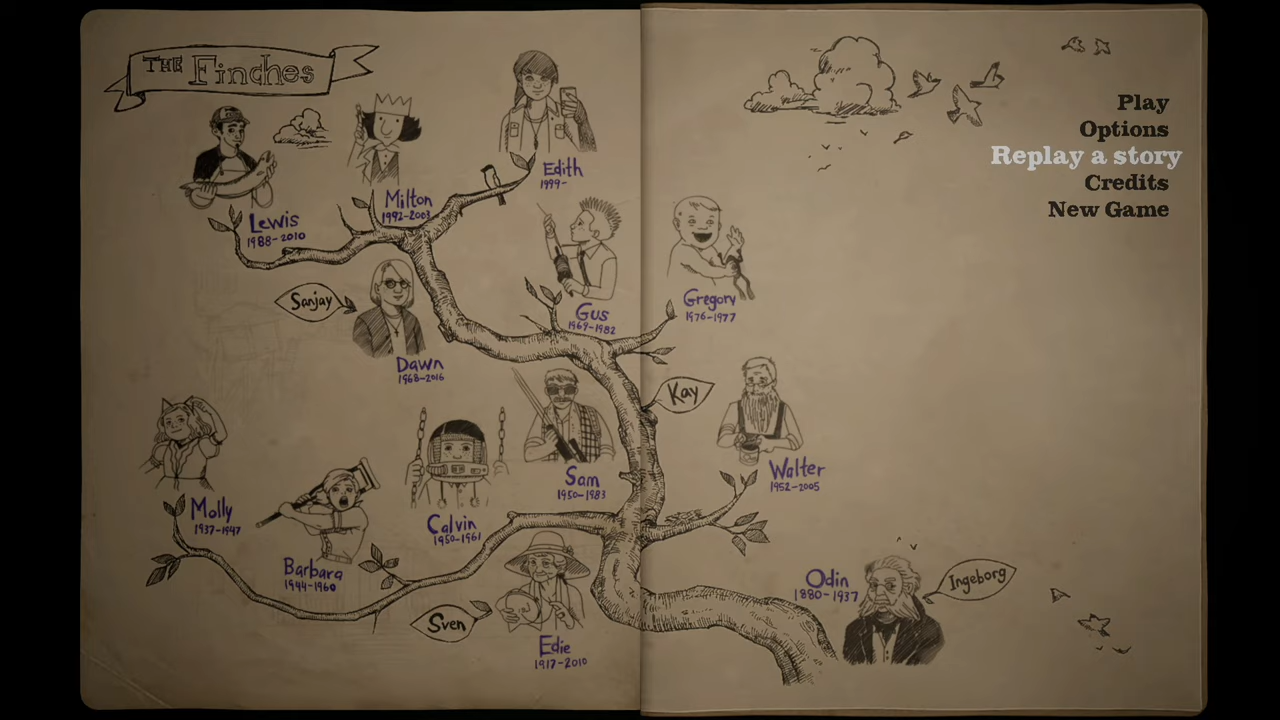 THE Finches
Edith
1999-
Milton
1992-2003
Lewis
1988-2010
Sanjay
Dawn
1968-2016
Gus
1969-1982
Gregory
1976-1977
Kay
Sam
1950-1983
Walter
1952-2005
Molly
1937-1947
Barbara
1944-1960
Calvin
1950-1961
Sven
Edie
1917-2010
Odin
1880-1937
Ingeborg
Play
Options
Replay a story
Credits
New Game